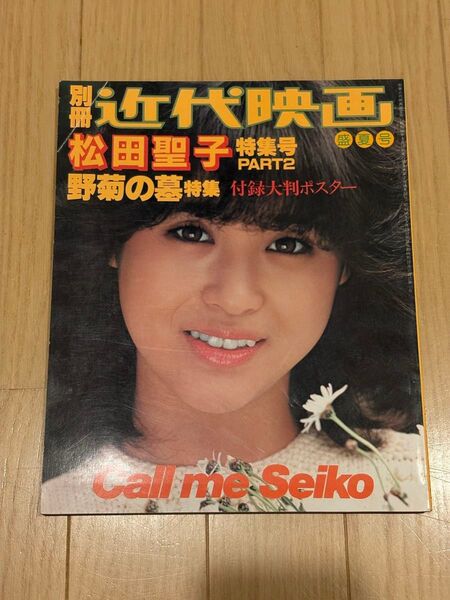 別冊 近代映画
盛夏号
松田聖子 特集号 PART2
野菊の墓特集 付録大判ポスター
Call me Seiko